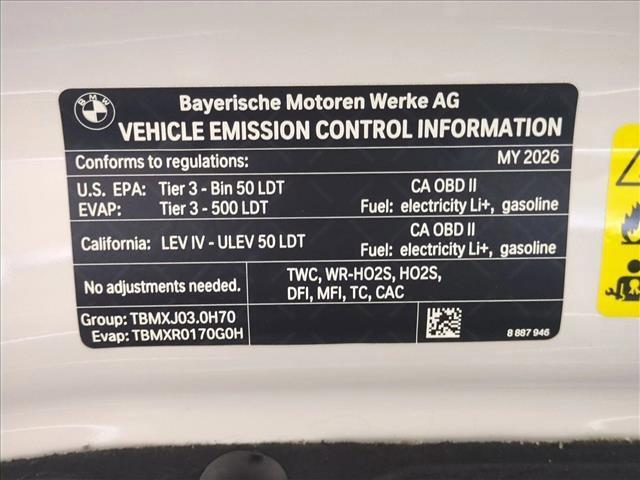 BMW
Bayerische Motoren Werke AG
VEHICLE EMISSION CONTROL INFORMATION
Conforms to regulations: MY 2026
U.S. EPA: Tier 3 - Bin 50 LDT CA OBD II
EVAP: Tier 3 - 500 LDT Fuel: electricity Li+, gasoline
California: LEV IV - ULEV 50 LDT CA OBD II
Fuel: electricity Li+, gasoline
No adjustments needed. TWC, WR-HO2S, HO2S,
DFI, MFI, TC, CAC
Group: TBMXJ03.0H70
Evap: TBMXR0170G0H
8 887 946